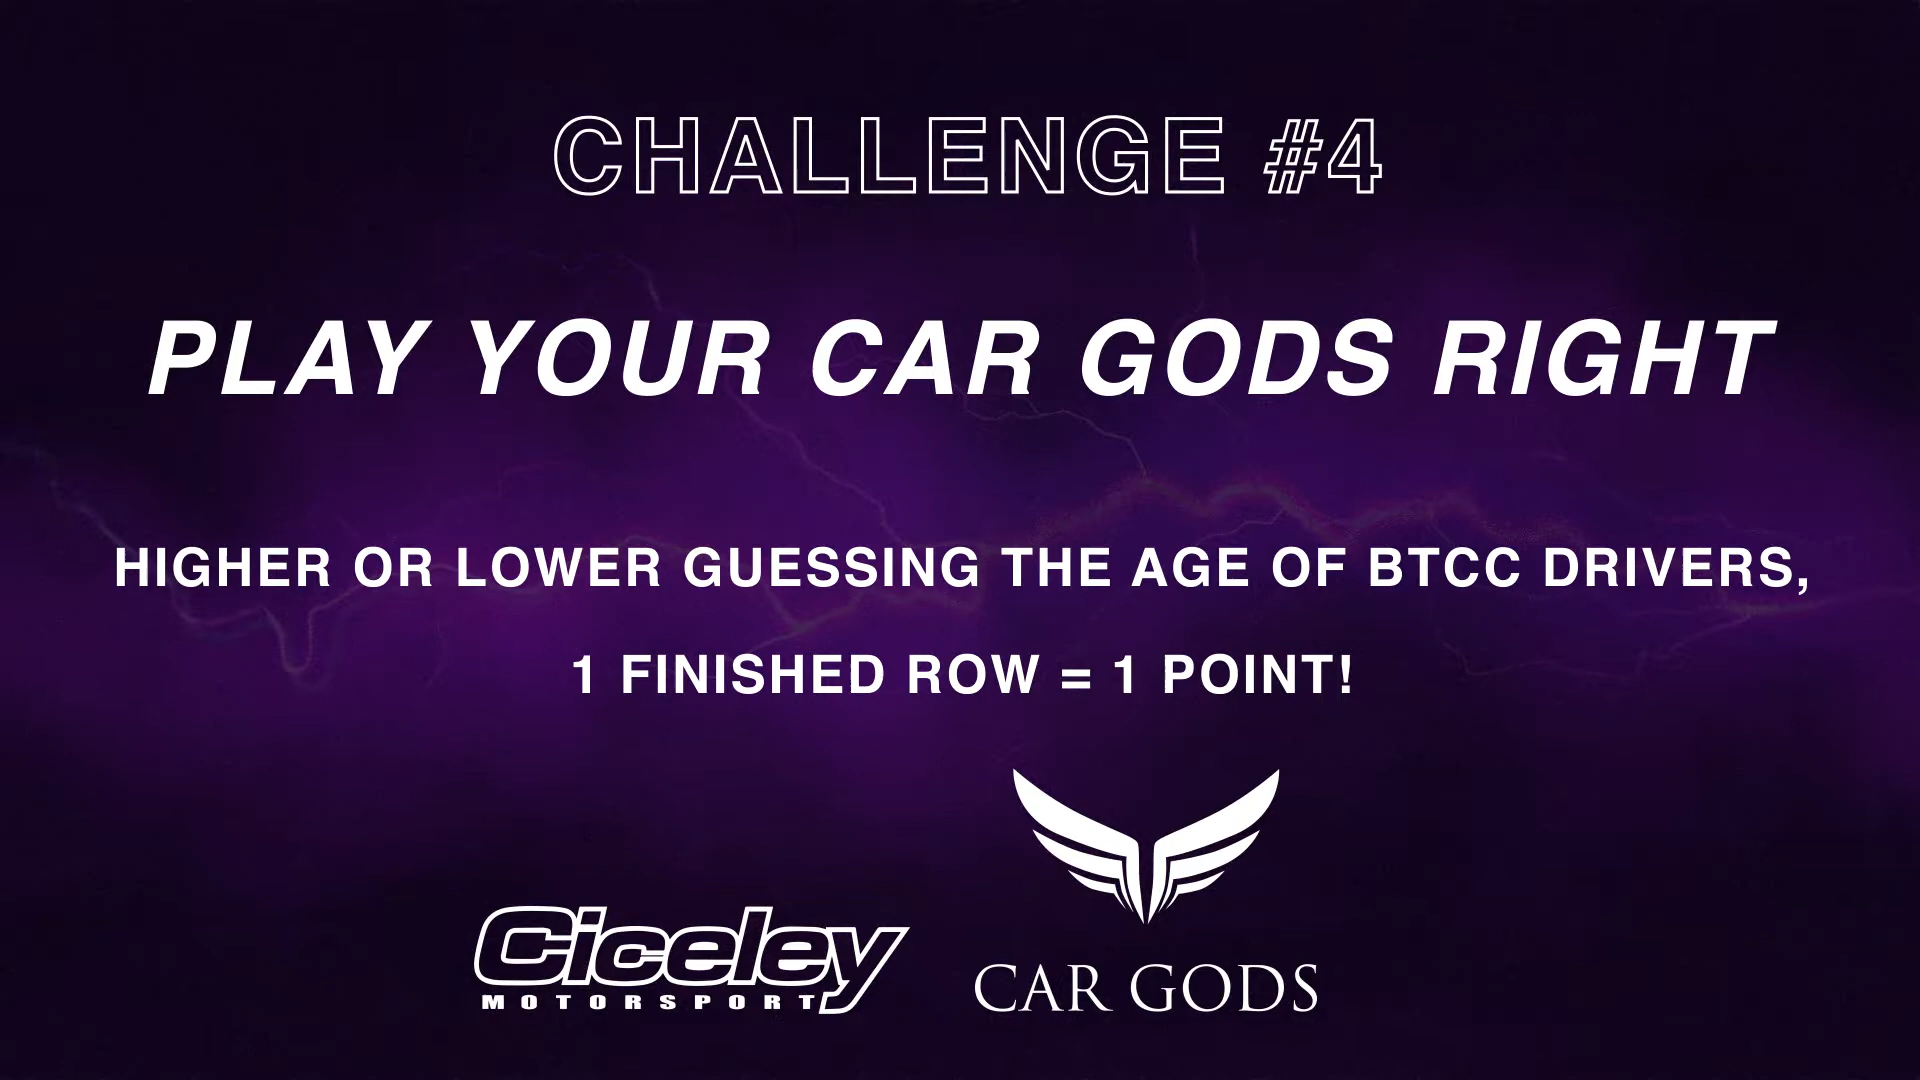 CHALLENGE #4
PLAY YOUR CAR GODS RIGHT
HIGHER OR LOWER GUESSING THE AGE OF BTCC DRIVERS,
1 FINISHED ROW = 1 POINT!
Ciceley
MOTORSPORT
CAR GODS